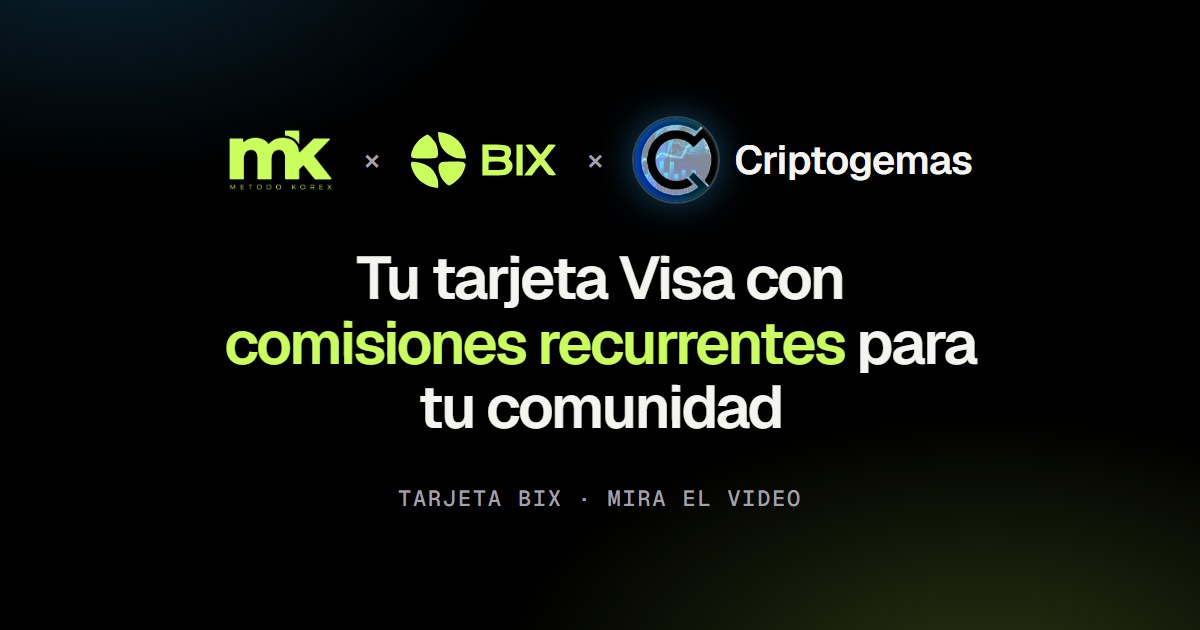 mk
METODO KOREX
×
BIX
×
Criptogemas
Tu tarjeta Visa con
comisiones recurrentes para
tu comunidad
TARJETA BIX · MIRA EL VIDEO